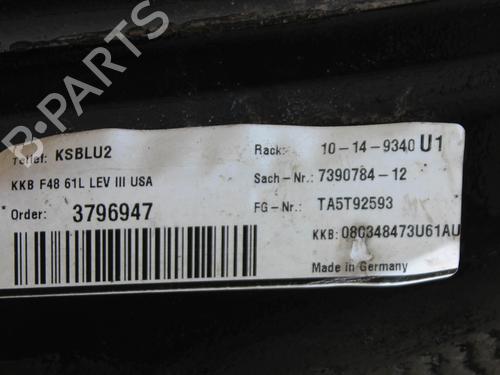 B-PARTS
Teilef: KSBLU2
KKB F48 61L LEV III USA
Order: 3796947
Rack: 10-14-9340 U1
Sach-Nr.: 7390784-12
FG-Nr.: TA5T92593
KKB: 080348473U61AU
Made in Germany